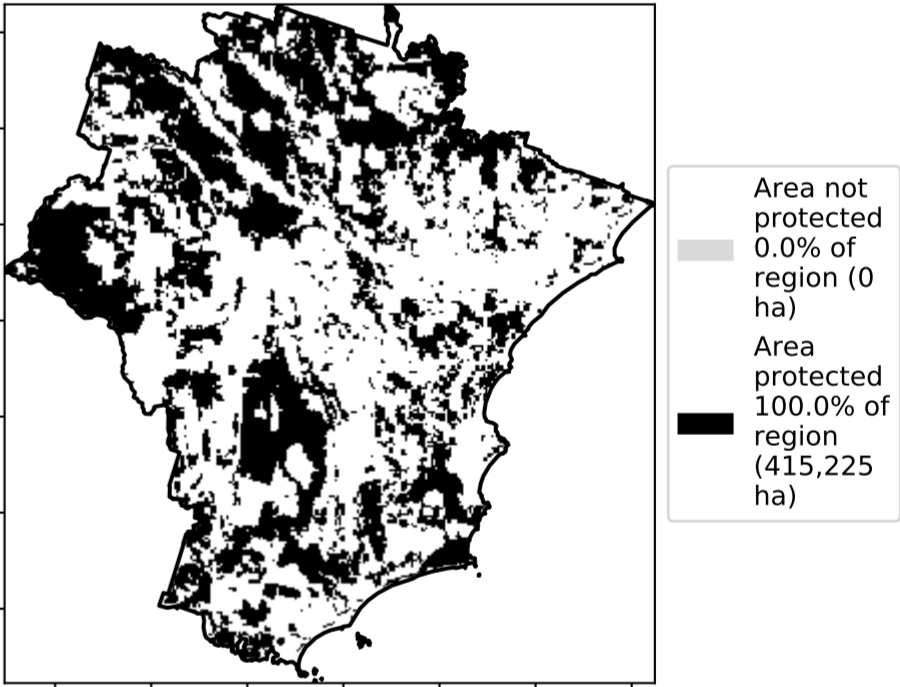 Area not
protected
0.0% of
region (0
ha)
Area
protected
100.0% of
region
(415,225
ha)